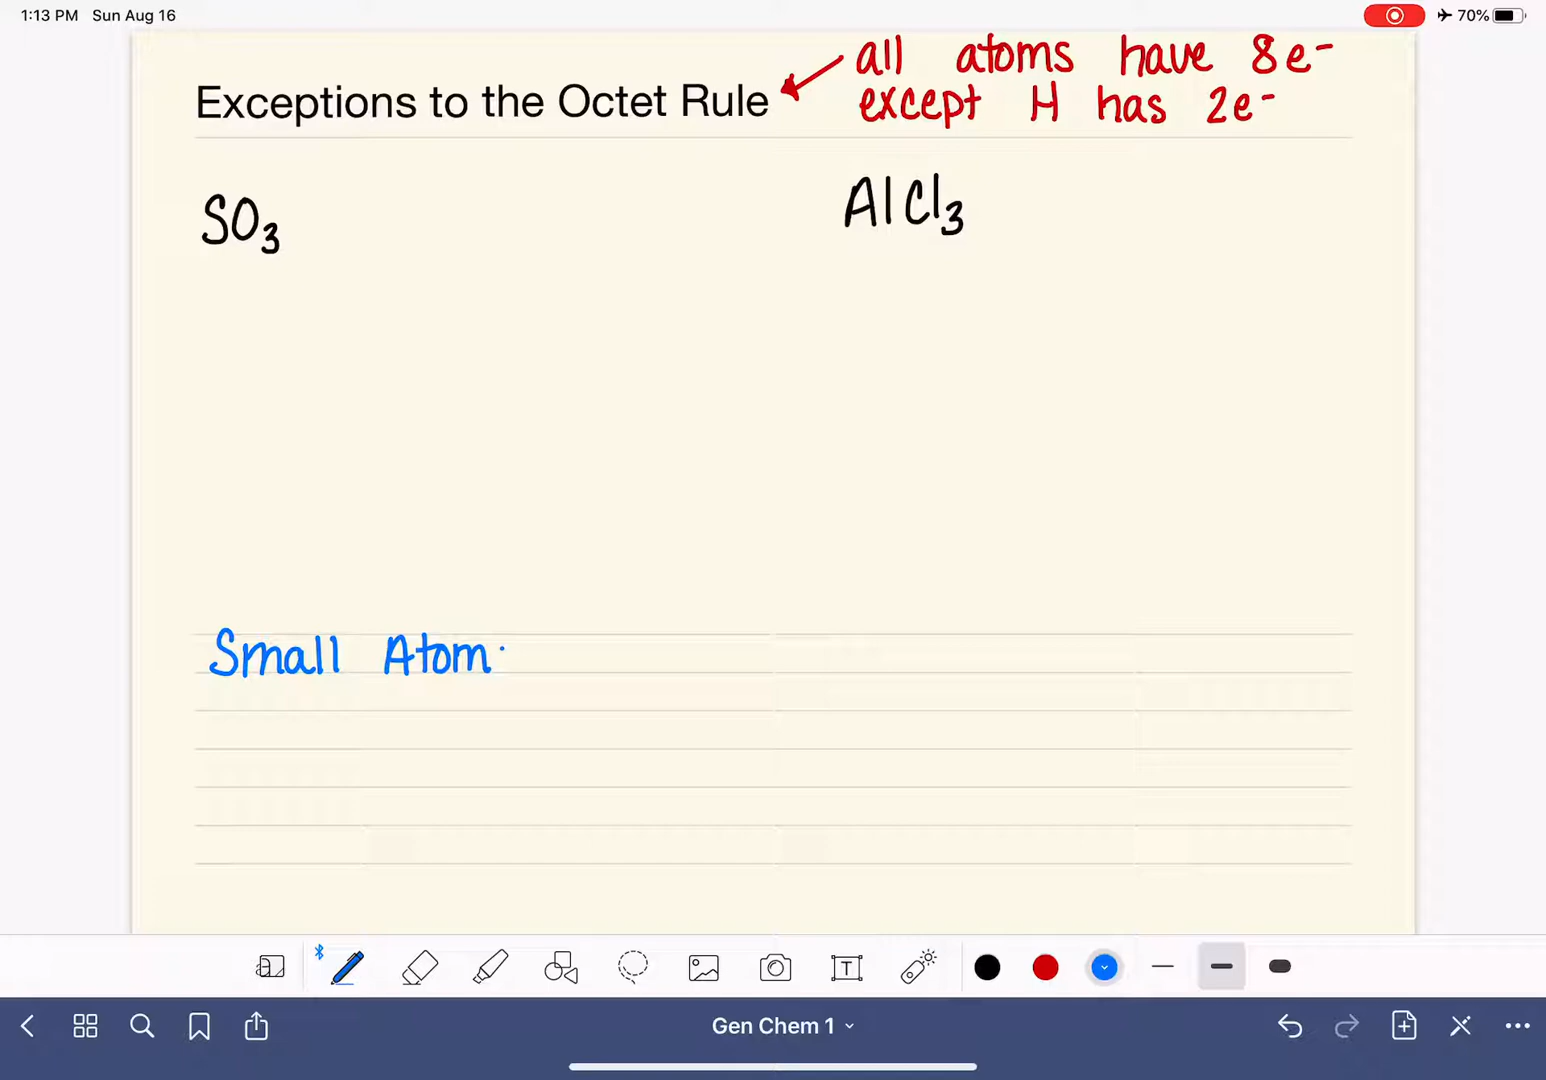 1:13 PM Sun Aug 16
70%
all atoms have 8e⁻
Exceptions to the Octet Rule
except H has 2e⁻
SO₃
AlCl₃
Small Atom:
T
Gen Chem 1